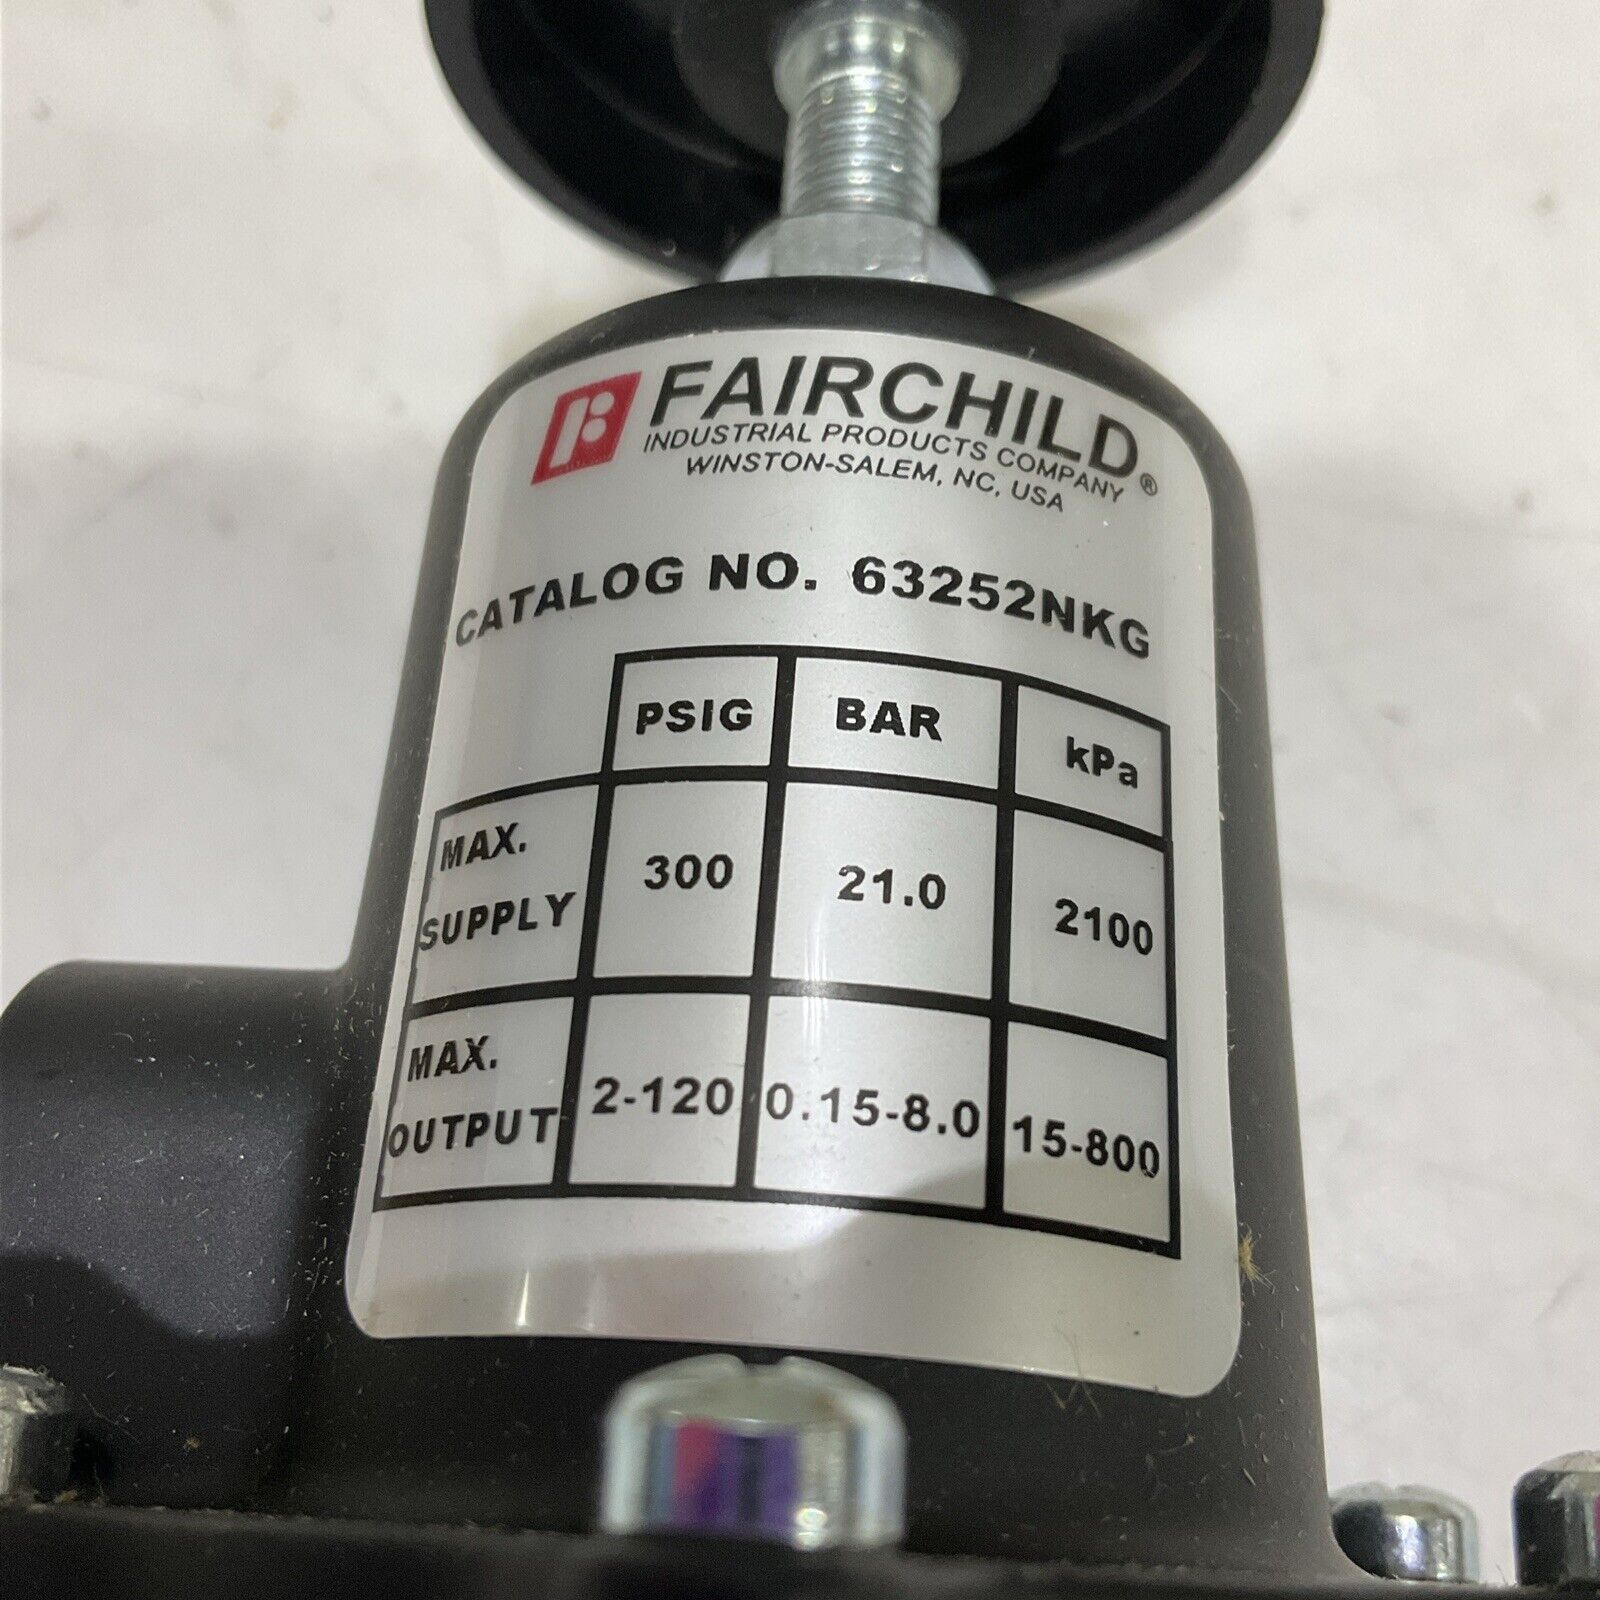 FAIRCHILD®
INDUSTRIAL PRODUCTS COMPANY
WINSTON-SALEM, NC, USA
CATALOG NO. 63252NKG
PSIG BAR kPa
MAX.
SUPPLY 300 21.0 2100
MAX.
OUTPUT 2-120 0.15-8.0 15-800